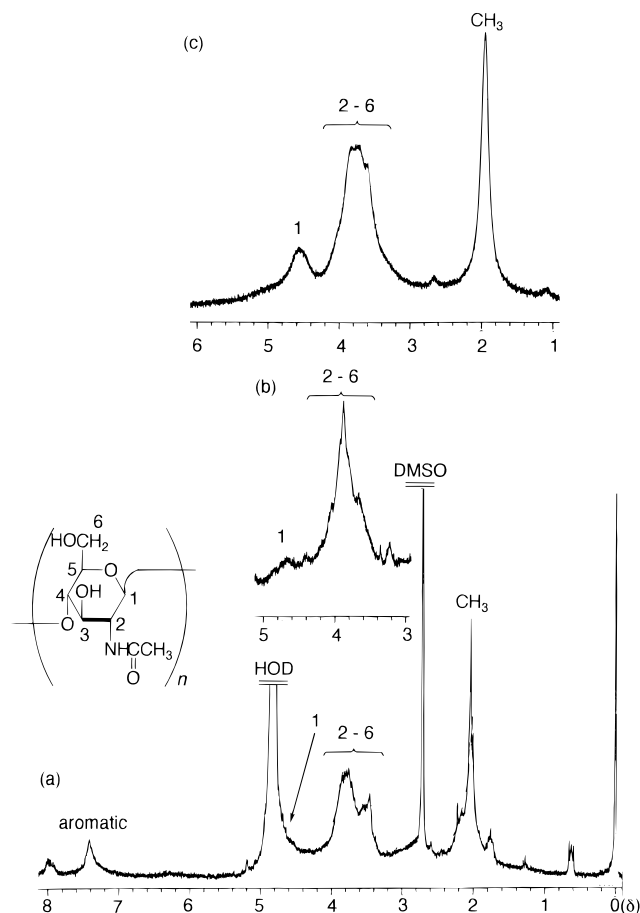 (c)
CH₃
2 - 6
1
6 5 4 3 2 1
(b)
2 - 6
1
5 4 3
DMSO
6
HOCH₂
5 O
4 OH 1
O 3 2
NHCCH₃
O
n
CH₃
HOD
1
2 - 6
(a)
aromatic
8 7 6 5 4 3 2 1 0(δ)